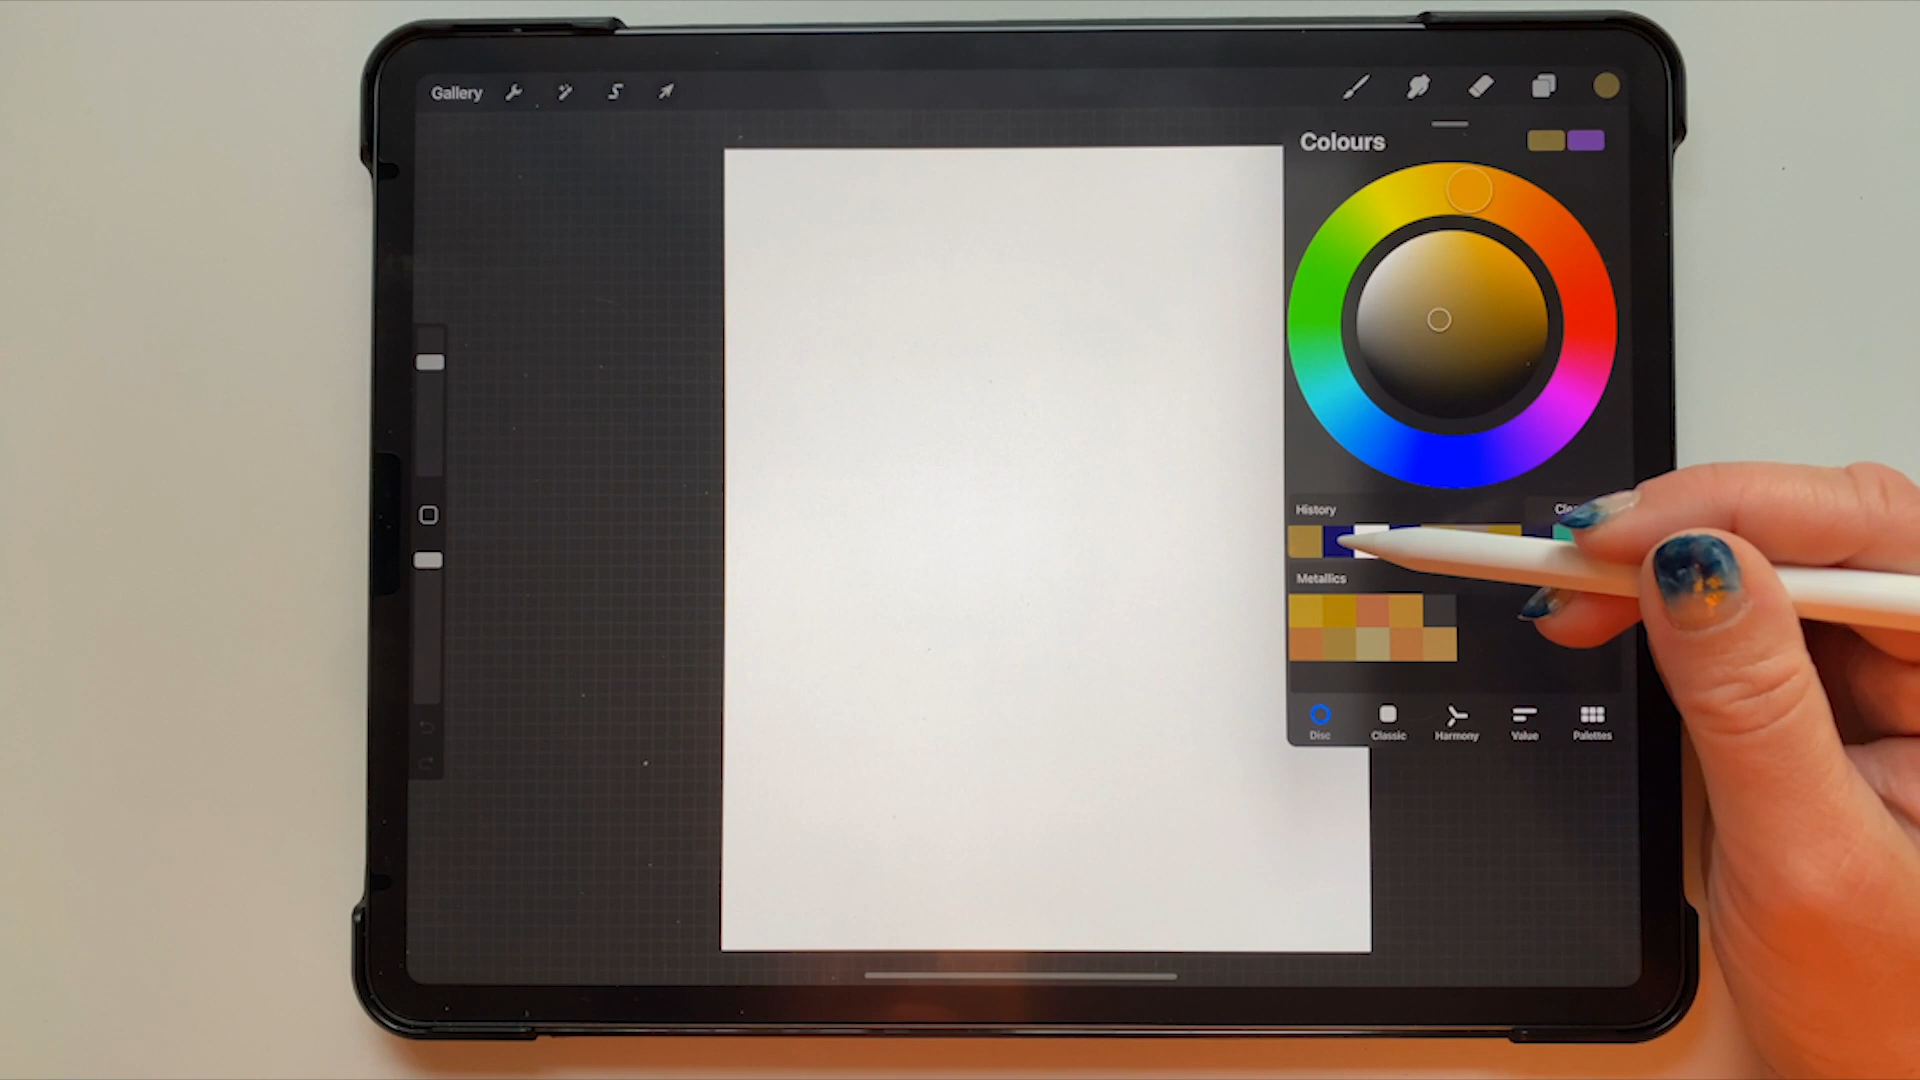 Gallery
Colours
History
Metallics
Disc
Classic
Harmony
Value
Palettes